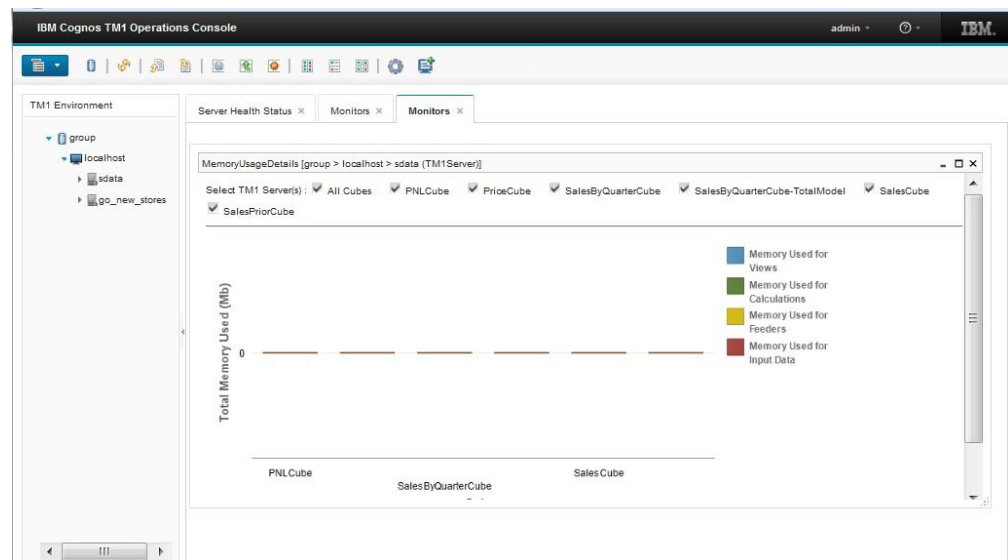 IBM Cognos TM1 Operations Console
admin
IBM.
TM1 Environment
group
localhost
sdata
go_new_stores
Server Health Status ×
Monitors ×
Monitors ×
MemoryUsageDetails [group > localhost > sdata (TM1Server)]
Select TM1 Server(s) : All Cubes PNLCube PriceCube SalesByQuarterCube SalesByQuarterCube-TotalModel SalesCube
SalesPriorCube
Total Memory Used (Mb)
0
Memory Used for
Views
Memory Used for
Calculations
Memory Used for
Feeders
Memory Used for
Input Data
PNLCube
SalesByQuarterCube
SalesCube